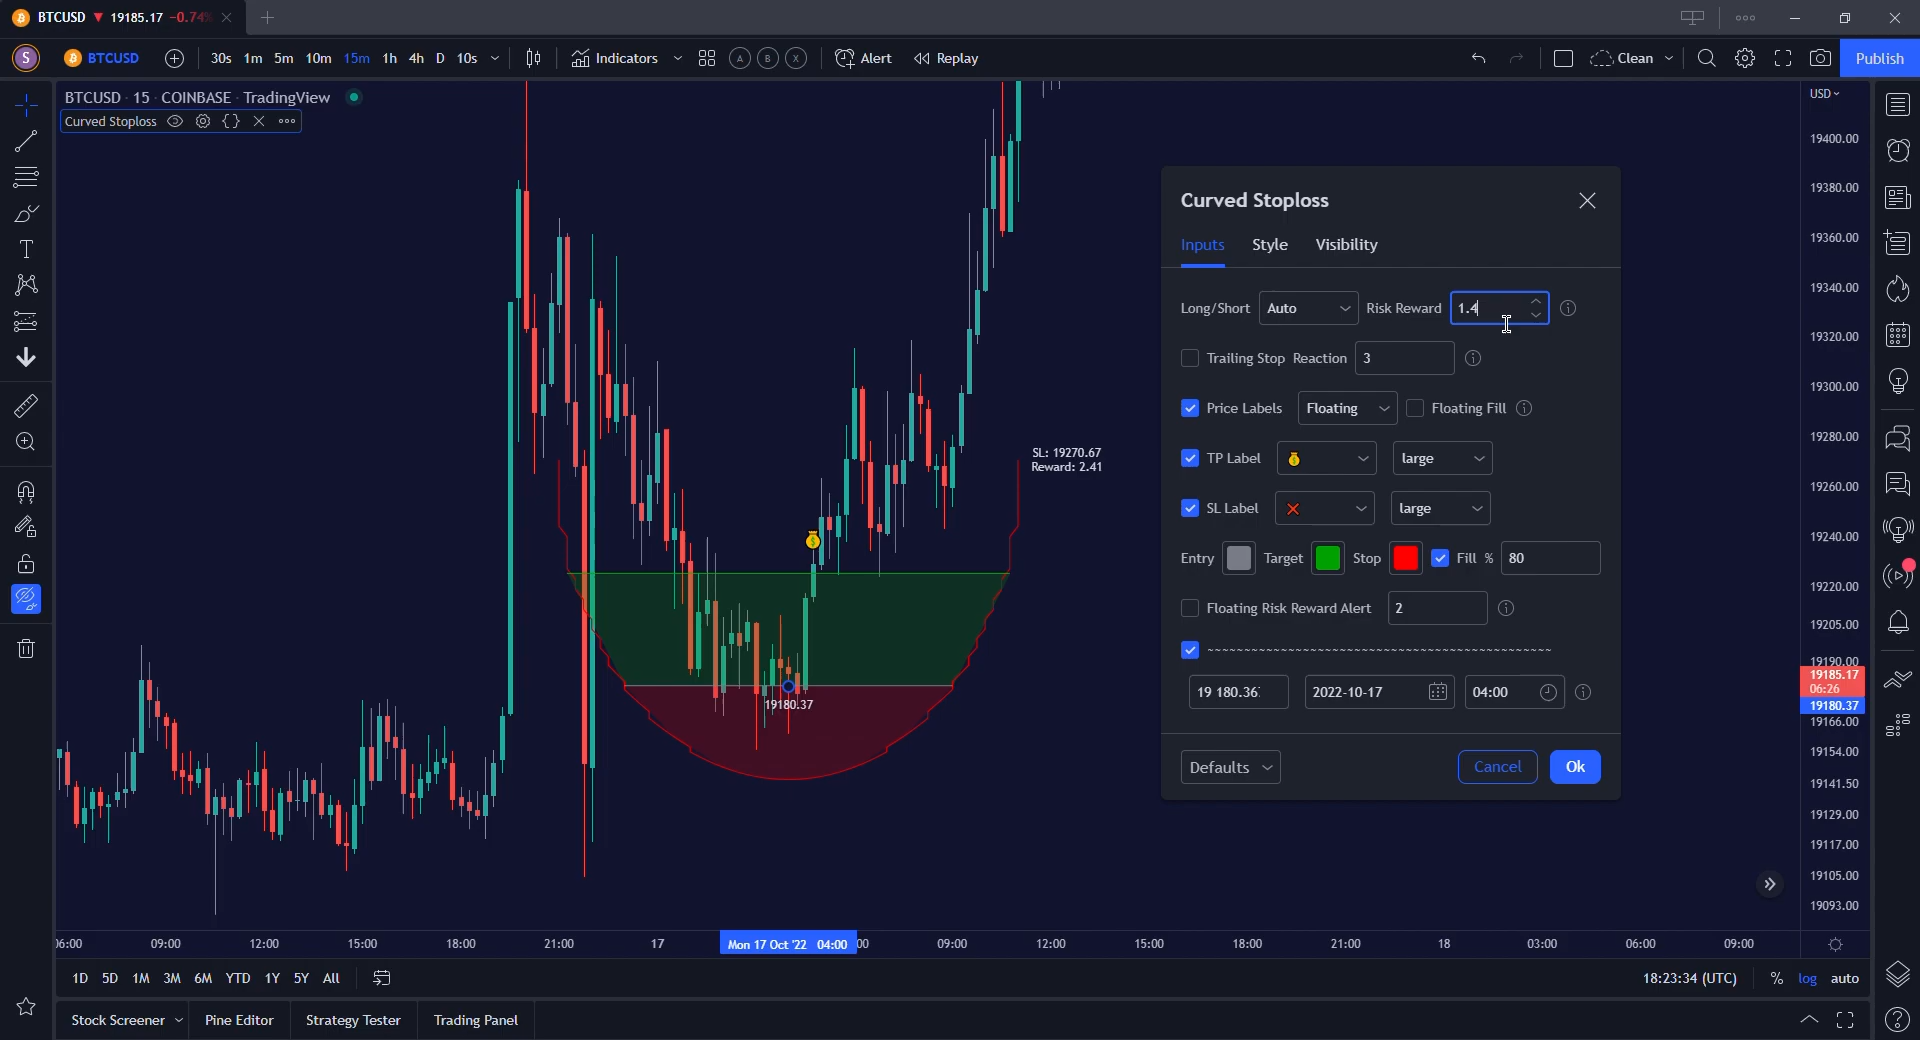 BTCUSD ▼ 19185.17 -0.74%
S BTCUSD 30s 1m 5m 10m 15m 1h 4h D 10s Indicators A B X Alert Replay Clean Publish
BTCUSD · 15 · COINBASE · TradingView
Curved Stoploss
USD
19400.00
19380.00
19360.00
19340.00
19320.00
19300.00
19280.00
19260.00
19240.00
19220.00
19205.00
19190.00
19185.17
06:26
19180.37
19166.00
19154.00
19141.50
19129.00
19117.00
19105.00
19093.00
SL: 19270.67
Reward: 2.41
19180.37
Curved Stoploss
Inputs Style Visibility
Long/Short Auto Risk Reward 1.4
Trailing Stop Reaction 3
Price Labels Floating Floating Fill
TP Label large
SL Label large
Entry Target Stop Fill % 80
Floating Risk Reward Alert 2
~~~~~~~~~~~~~~~~~~~~~~~~~~~~~~~~~~~~~~~~~~~~~~
19 180.36 2022-10-17 04:00
Defaults Cancel Ok
06:00 09:00 12:00 15:00 18:00 21:00 17 Mon 17 Oct '22 04:00 09:00 12:00 15:00 18:00 21:00 18 03:00 06:00 09:00
1D 5D 1M 3M 6M YTD 1Y 5Y All 18:23:34 (UTC) % log auto
Stock Screener Pine Editor Strategy Tester Trading Panel